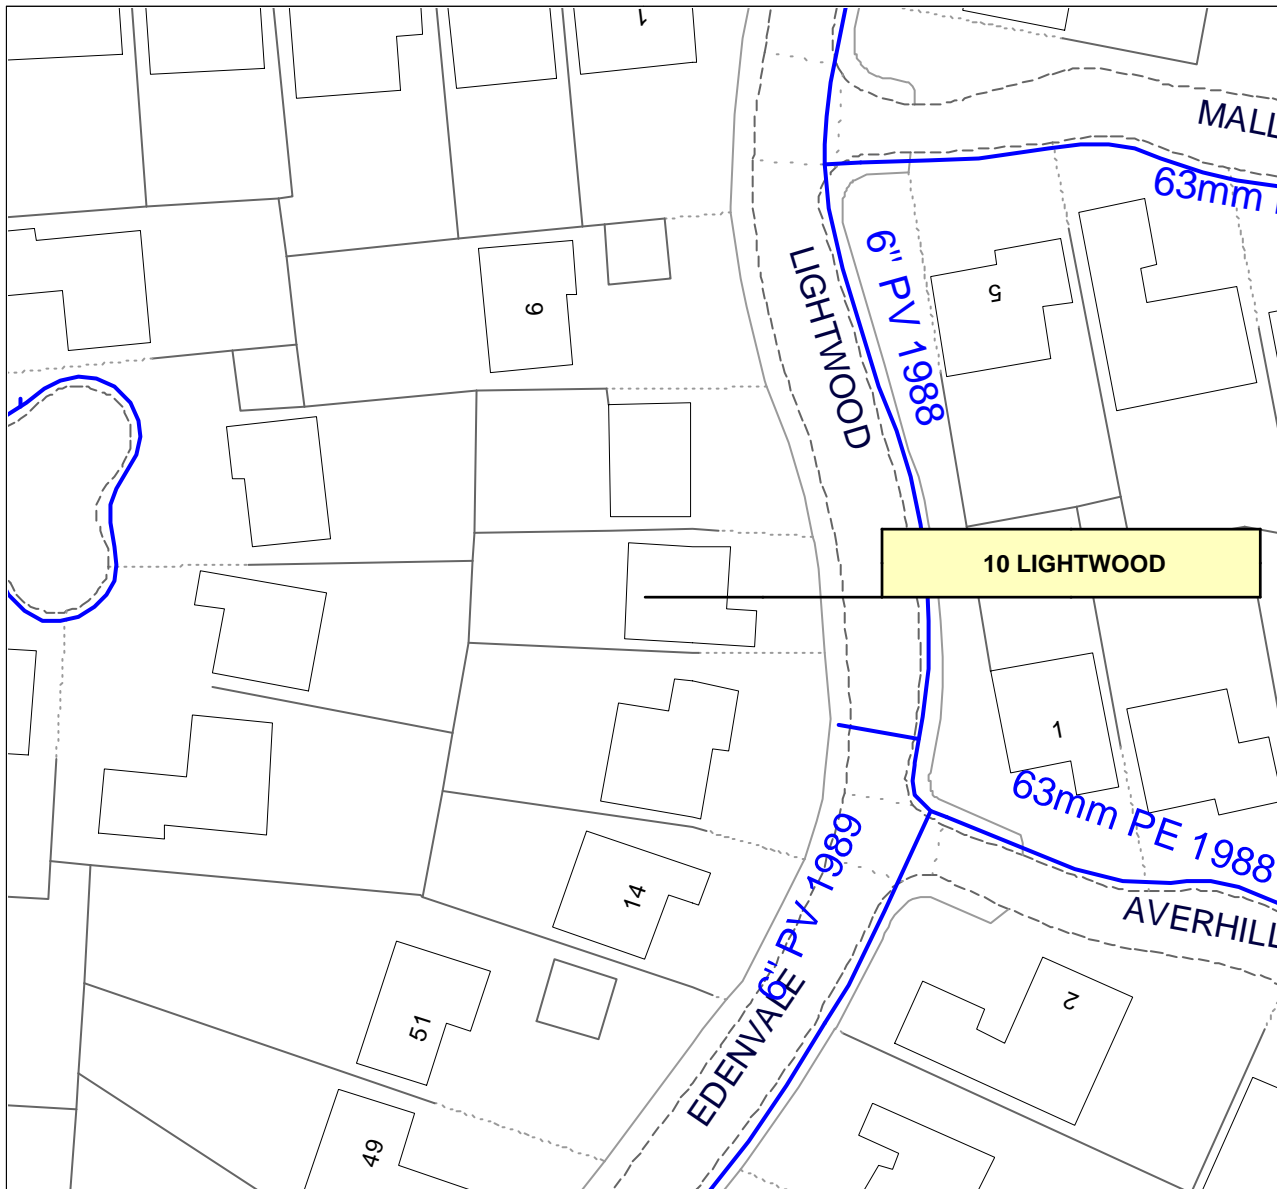 1
MALL
63mm
LIGHTWOOD
6" PV 1988
5
9
10 LIGHTWOOD
1
63mm PE 1988
6" PV 1989
14
AVERHILL
EDENVALE
2
51
49